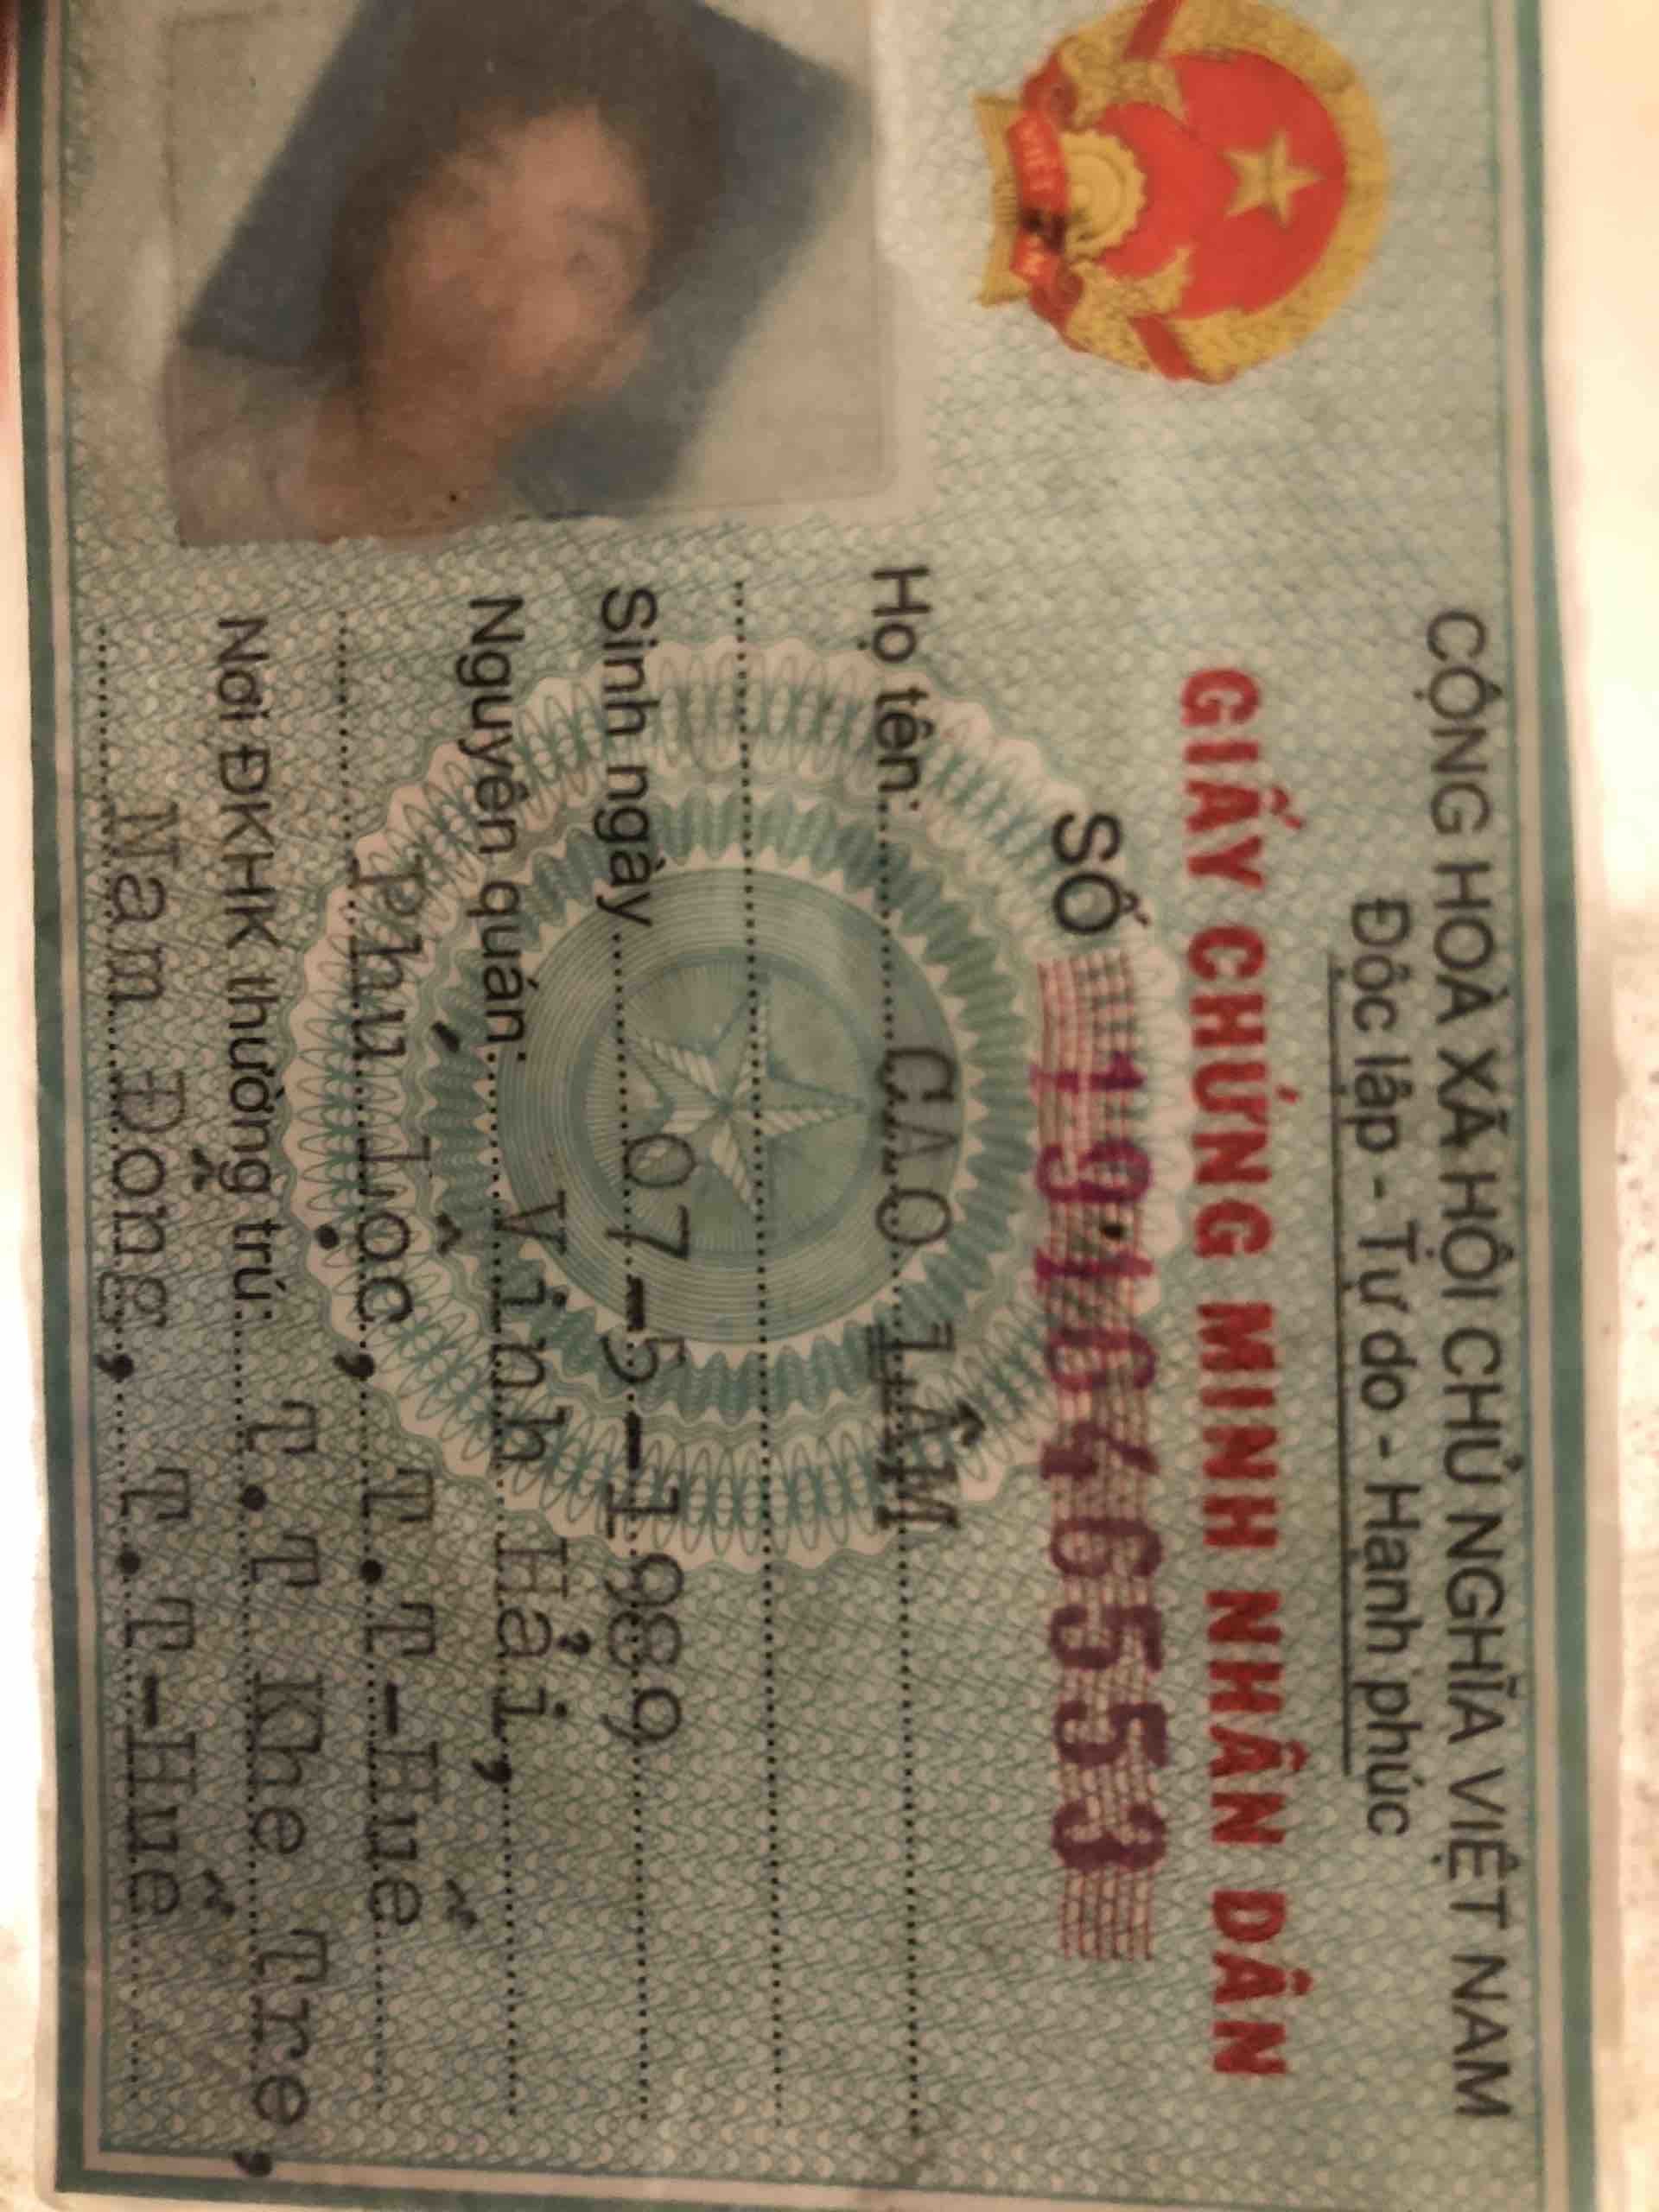 CỘNG HOÀ XÃ HỘI CHỦ NGHĨA VIỆT NAM
Độc lập - Tự do - Hạnh phúc
GIẤY CHỨNG MINH NHÂN DÂN
SỐ 191646553
Họ tên: CAO LÂM
Sinh ngày 07-5-1989
Nguyên quán: Vinh Hải,
Phú Lộc, T.T-Huế
Nơi ĐKHK thường trú: T.T Khe Tre,
Nam Đông, T.T-Huế